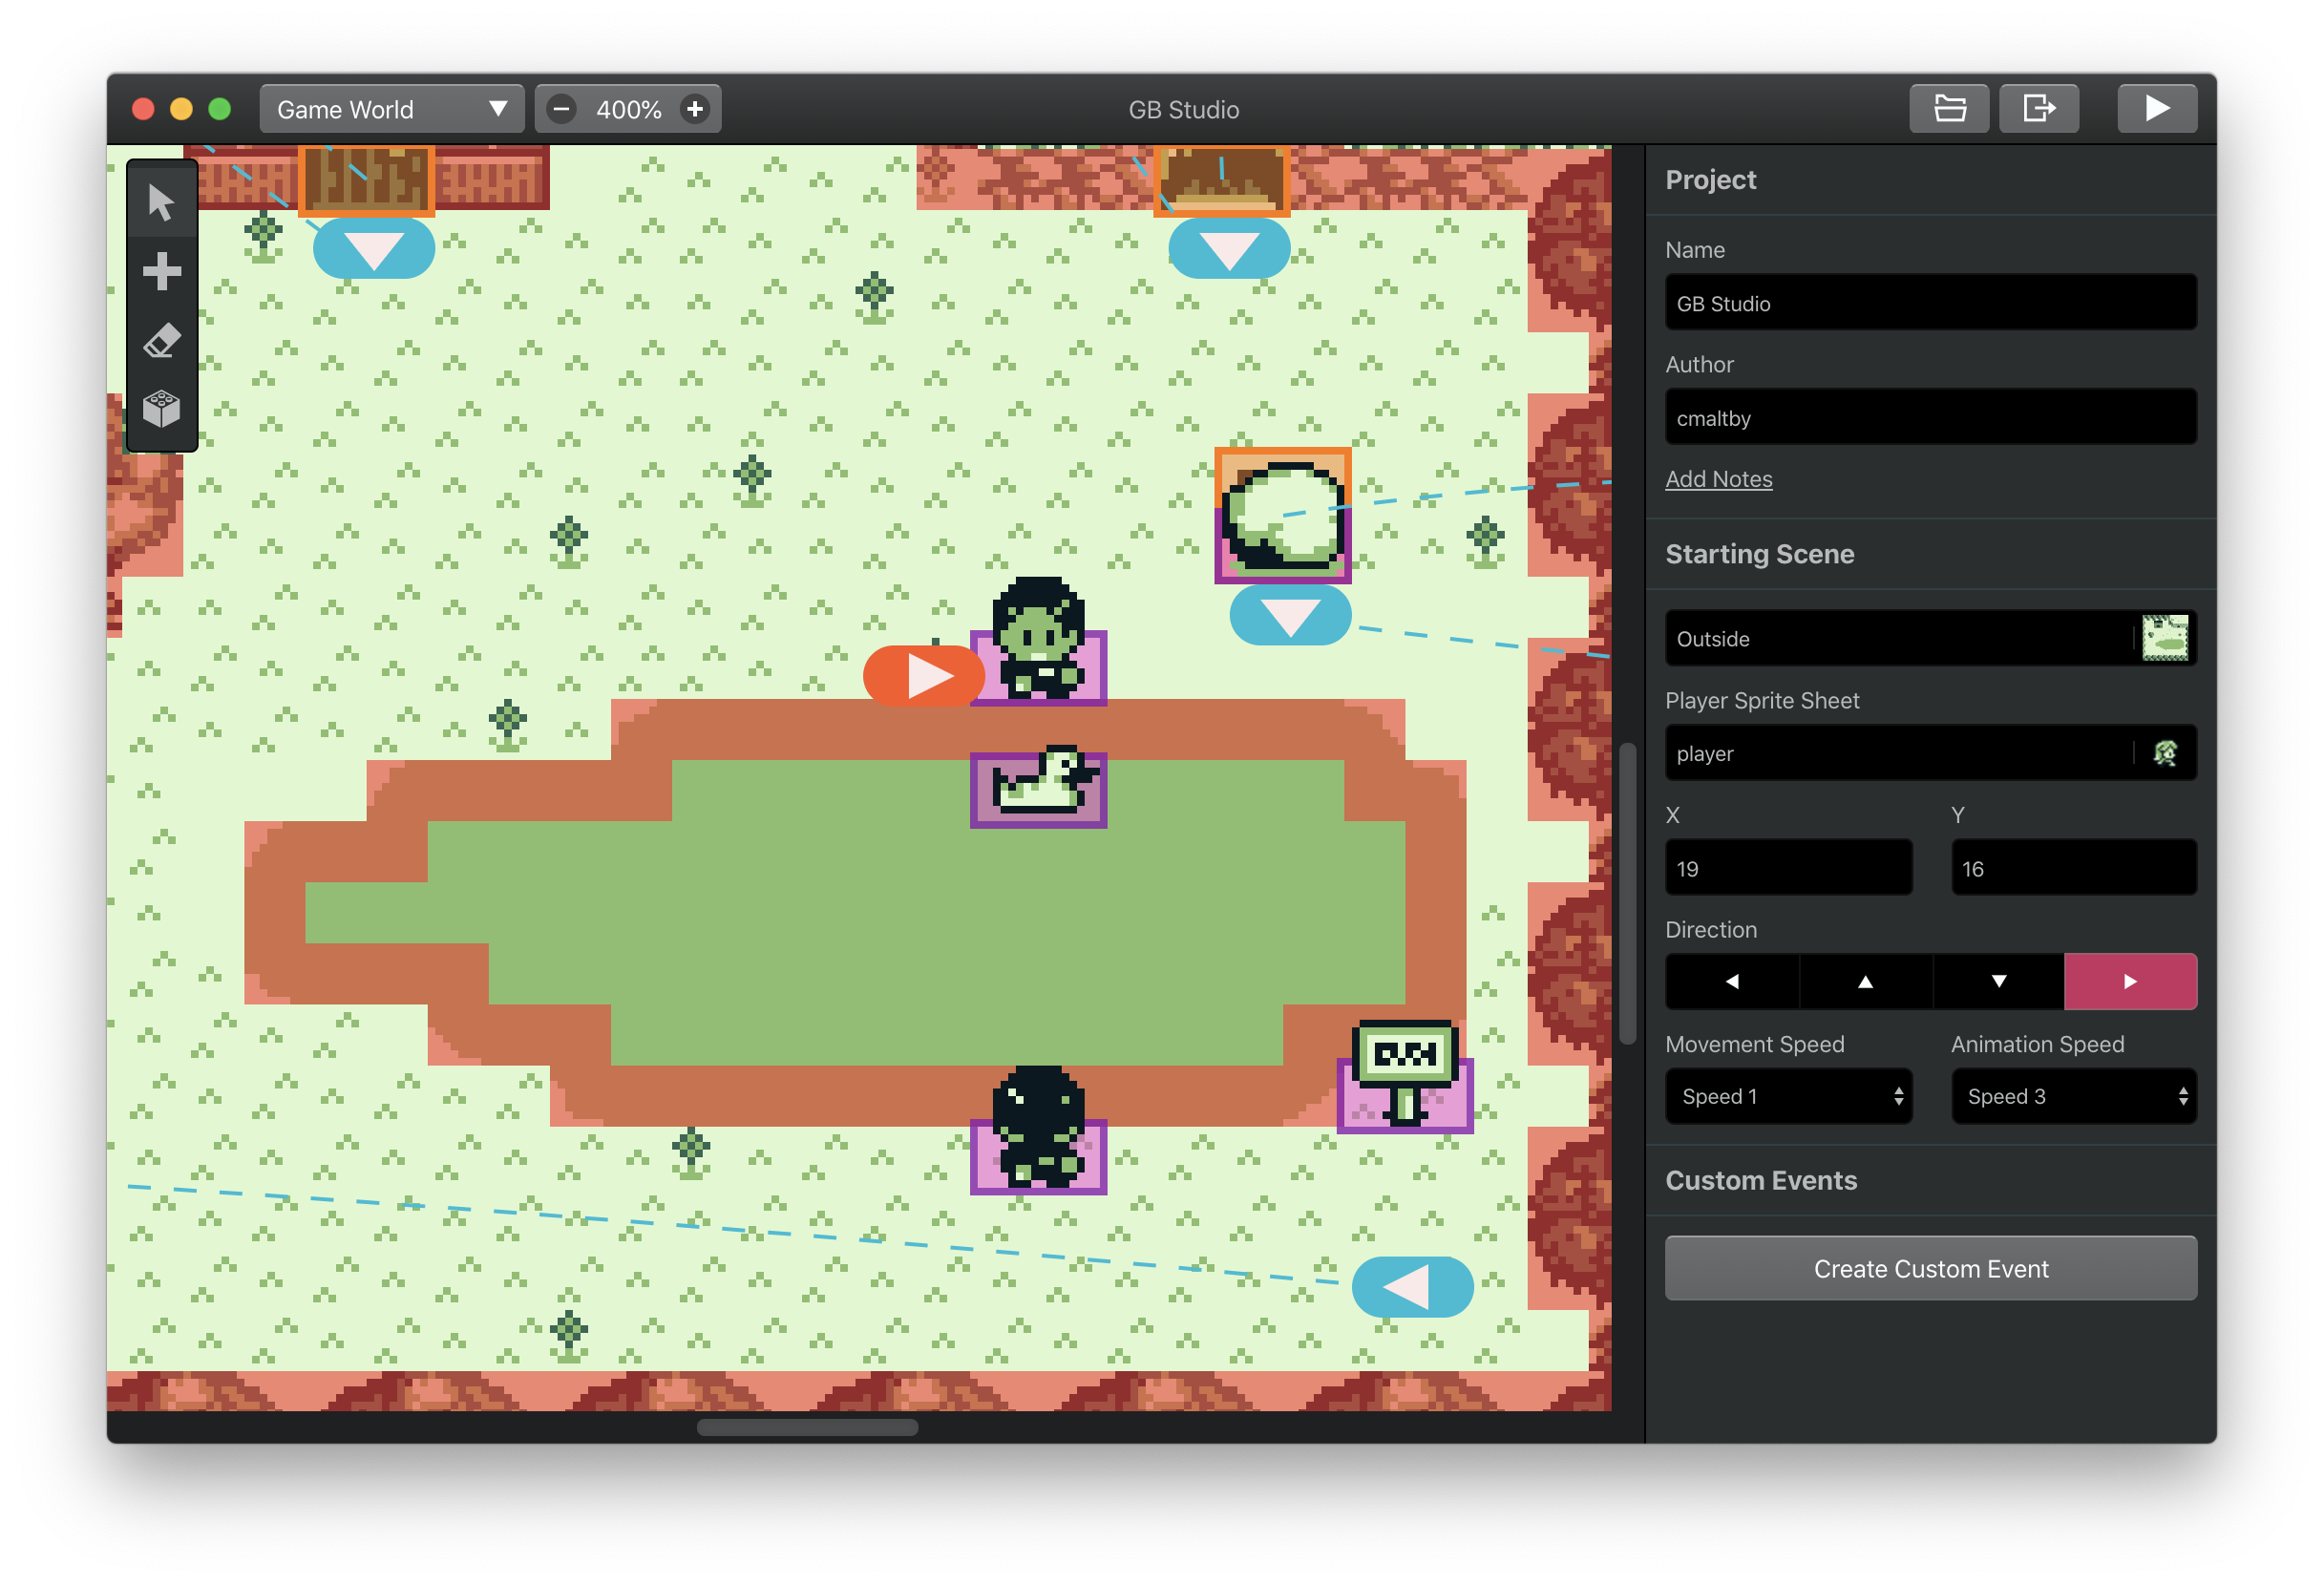 Game World
400%
GB Studio
Project
Name
GB Studio
Author
cmaltby
Add Notes
Starting Scene
Outside
Player Sprite Sheet
player
X Y
19 16
Direction
Movement Speed Animation Speed
Speed 1 Speed 3
Custom Events
Create Custom Event